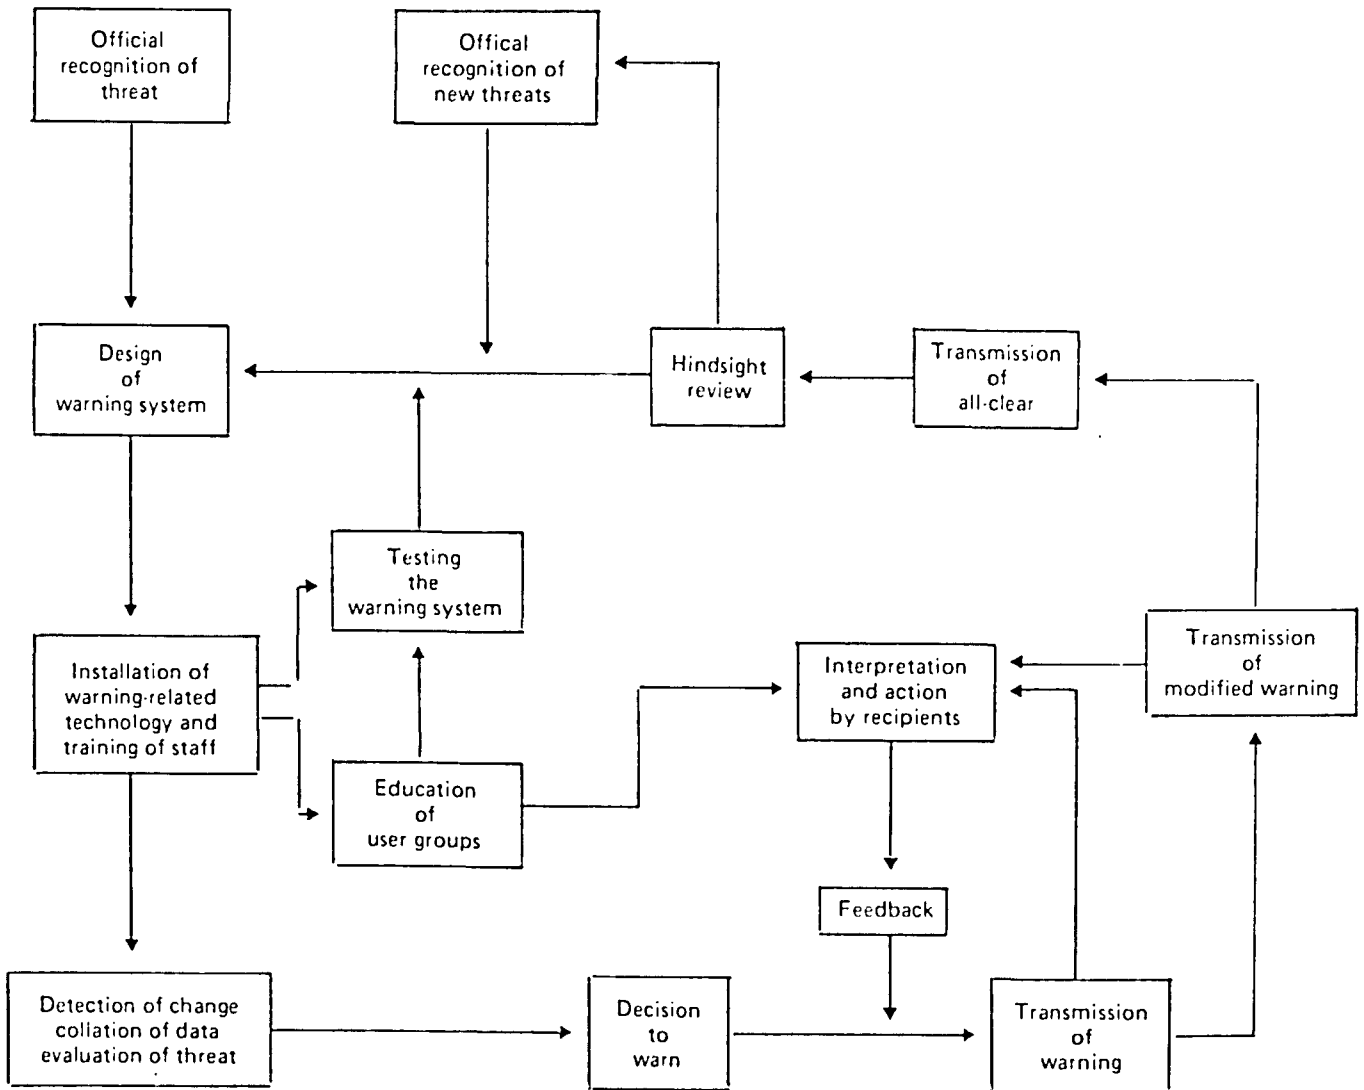 Official
recognition of
threat
Offical
recognition of
new threats
Design
of
warning system
Hindsight
review
Transmission
of
all-clear
Testing
the
warning system
Installation of
warning-related
technology and
training of staff
Interpretation
and action
by recipients
Transmission
of
modified warning
Education
of
user groups
Feedback
Detection of change
collation of data
evaluation of threat
Decision
to
warn
Transmission
of
warning